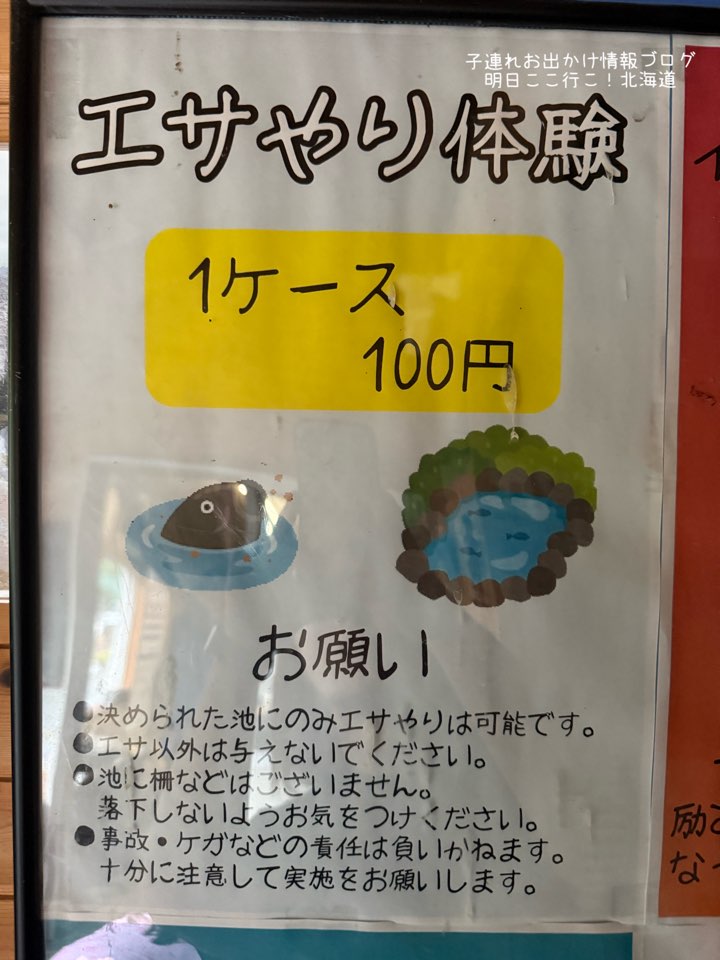 子連れお出かけ情報ブログ
明日ここ行こ！北海道
エサやり体験
1ケース
100円
お願い
●決められた池にのみエサやりは可能です。
●エサ以外は与えないでください。
●池に柵などはございません。
落下しないようお気をつけください。
●事故・ケガなどの責任は負いかねます。
十分に注意して実施をお願いします。
励
な